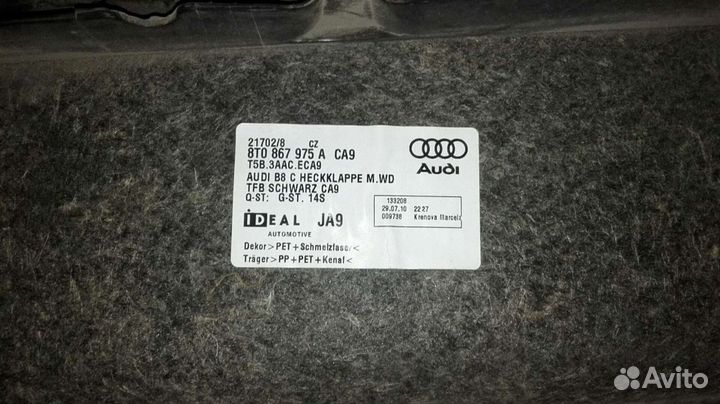 21702/8 CZ
8T0 867 975 A CA9
T5B.3AAC.ECA9
AUDI B8 C HECKKLAPPE M.WD
TFB SCHWARZ CA9
Q-ST: G-ST. 14S
IDEAL JA9
AUTOMOTIVE
Dekor>PET+Schmelzfaser<
Träger>PP+PET+Kenaf<
Audi
133208
29.07.10 22 27
009738 Krenova Marcela
Avito